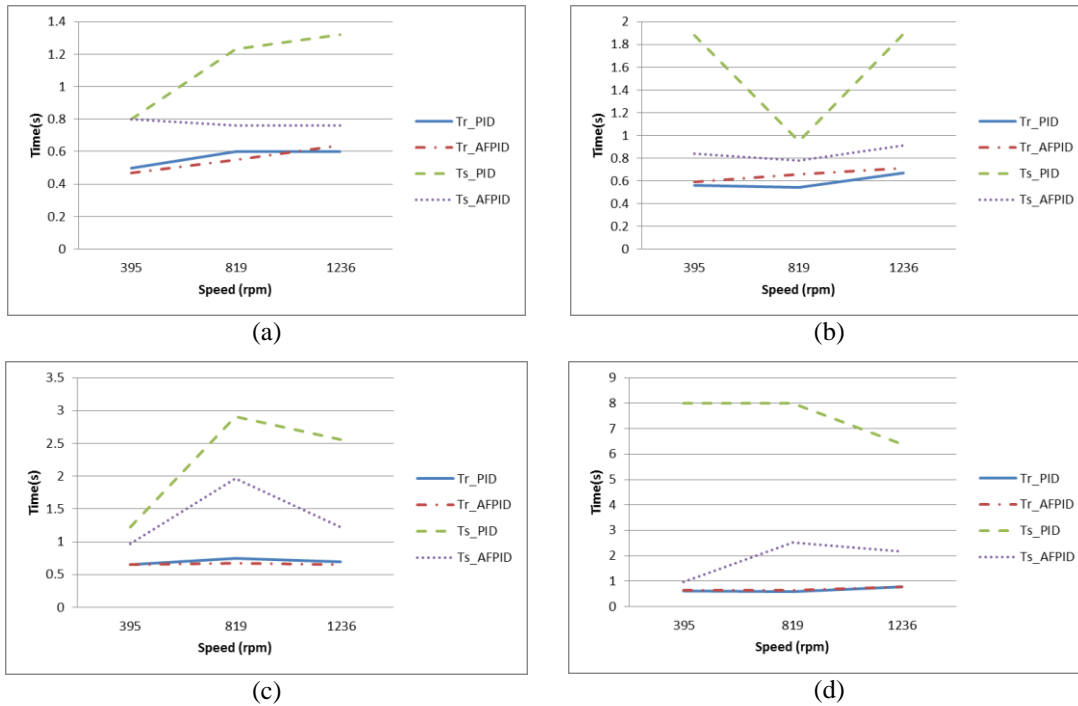 1.4
1.2
1
0.8
0.6
0.4
0.2
0
Time(s)
395 819 1236
Speed (rpm)
Tr_PID
Tr_AFPID
Ts_PID
Ts_AFPID
(a)
2
1.8
1.6
1.4
1.2
1
0.8
0.6
0.4
0.2
0
Time(s)
395 819 1236
Speed (rpm)
Tr_PID
Tr_AFPID
Ts_PID
Ts_AFPID
(b)
3.5
3
2.5
2
1.5
1
0.5
0
Time(s)
395 819 1236
Speed (rpm)
Tr_PID
Tr_AFPID
Ts_PID
Ts_AFPID
(c)
9
8
7
6
5
4
3
2
1
0
Time(s)
395 819 1236
Speed (rpm)
Tr_PID
Tr_AFPID
Ts_PID
Ts_AFPID
(d)